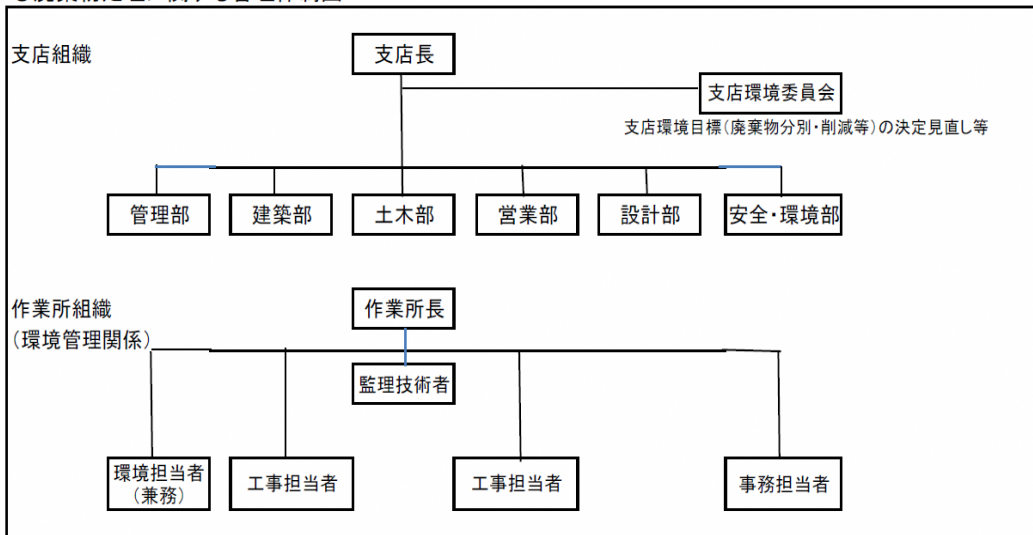 支店組織
支店長
支店環境委員会
支店環境目標(廃棄物分別・削減等)の決定見直し等
管理部
建築部
土木部
営業部
設計部
安全・環境部
作業所組織
(環境管理関係)
作業所長
監理技術者
環境担当者
(兼務)
工事担当者
工事担当者
事務担当者